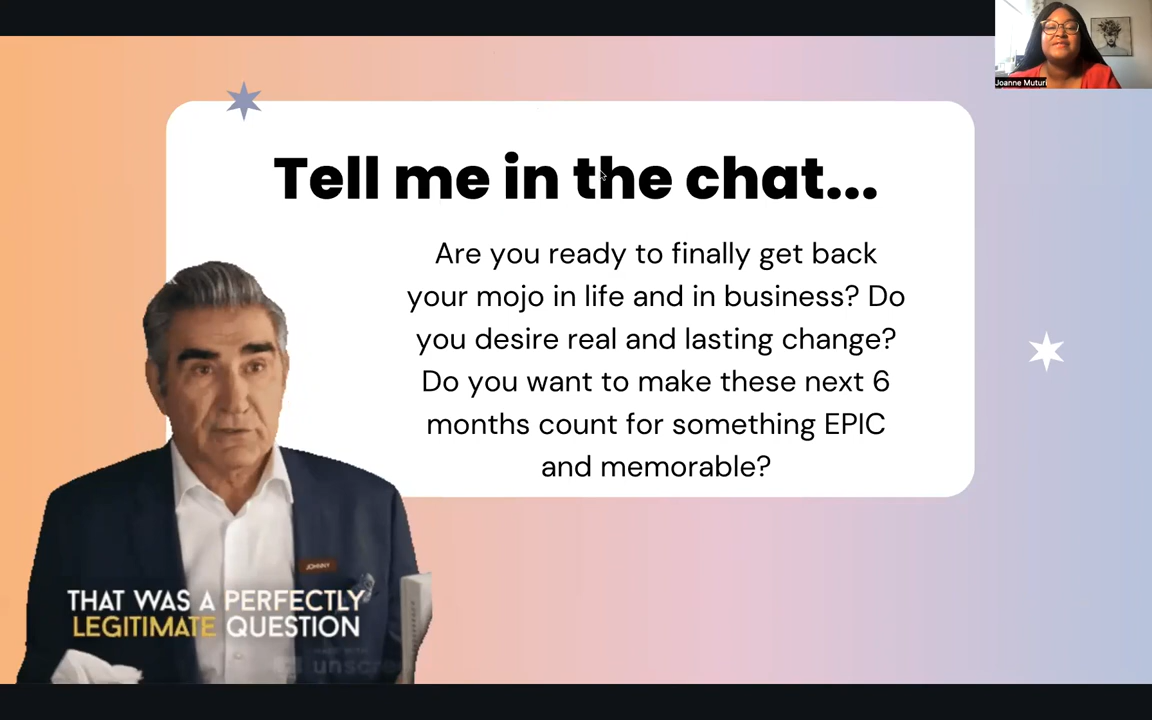 Joanne Muturi
Tell me in the chat...
Are you ready to finally get back
your mojo in life and in business? Do
you desire real and lasting change?
Do you want to make these next 6
months count for something EPIC
and memorable?
JOHNNY
THAT WAS A PERFECTLY
LEGITIMATE QUESTION